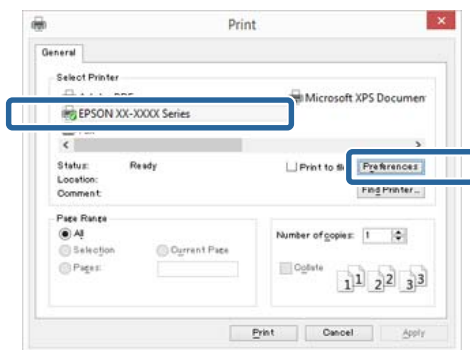 Print
General
Select Printer
Microsoft XPS Documen
EPSON XX-XXXX Series
Status: Ready
Print to file
Preferences
Location:
Comment:
Find Printer...
Page Range
All
Selection
Current Page
Pages:
Number of copies: 1
Collate
1 1 2 2 3 3
Print Cancel Apply